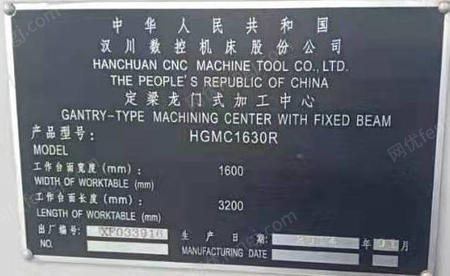 中华人民共和国
汉川数控机床股份公司
HANCHUAN CNC MACHINE TOOL CO., LTD.
THE PEOPLE'S REPUBLIC OF CHINA
定梁龙门式加工中心
GANTRY-TYPE MACHINING CENTER WITH FIXED BEAM
产品型号: HGMC1630R
MODEL
工作台面宽度(mm): 1600
WIDTH OF WORKTABLE (mm)
工作台面长度(mm): 3200
LENGTH OF WORKTABLE (mm)
出厂编号: XF033916 生产日期: 年 月
NO. MANUFACTURING DATE